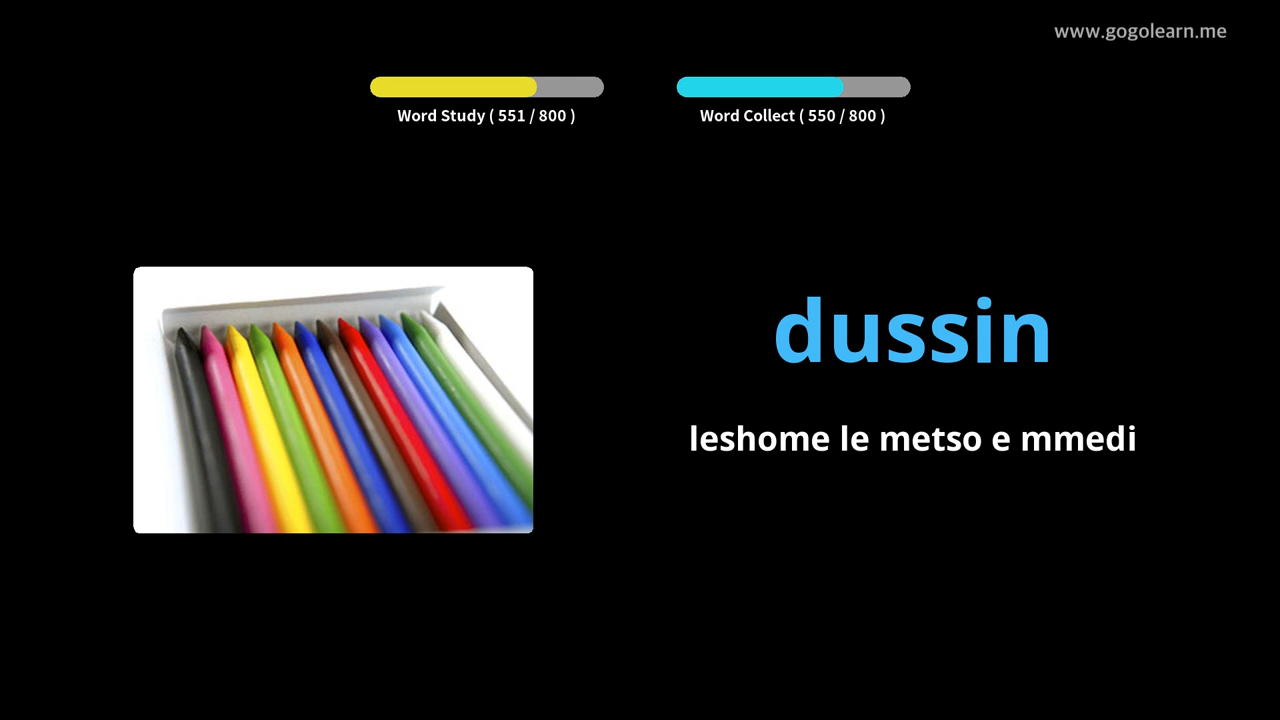 www.gogolearn.me
Word Study ( 551 / 800 )
Word Collect ( 550 / 800 )
dussin
leshome le metso e mmedi